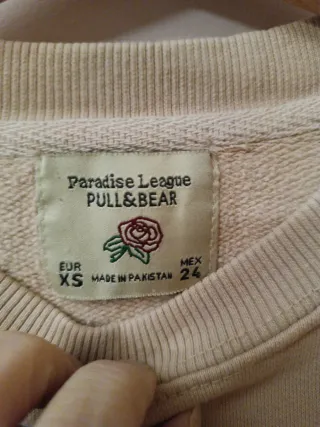 Paradise League
PULL&BEAR
EUR
XS
MADE IN PAKISTAN
MEX
24